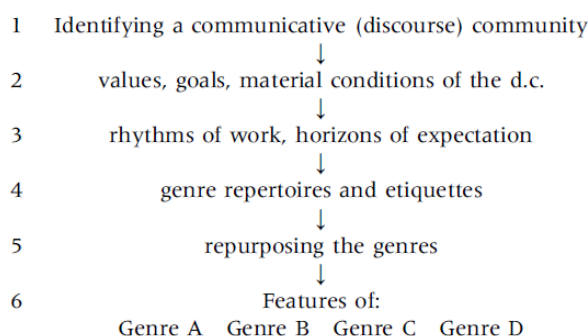 1 Identifying a communicative (discourse) community
↓
2 values, goals, material conditions of the d.c.
↓
3 rhythms of work, horizons of expectation
↓
4 genre repertoires and etiquettes
↓
5 repurposing the genres
↓
6 Features of:
Genre A Genre B Genre C Genre D